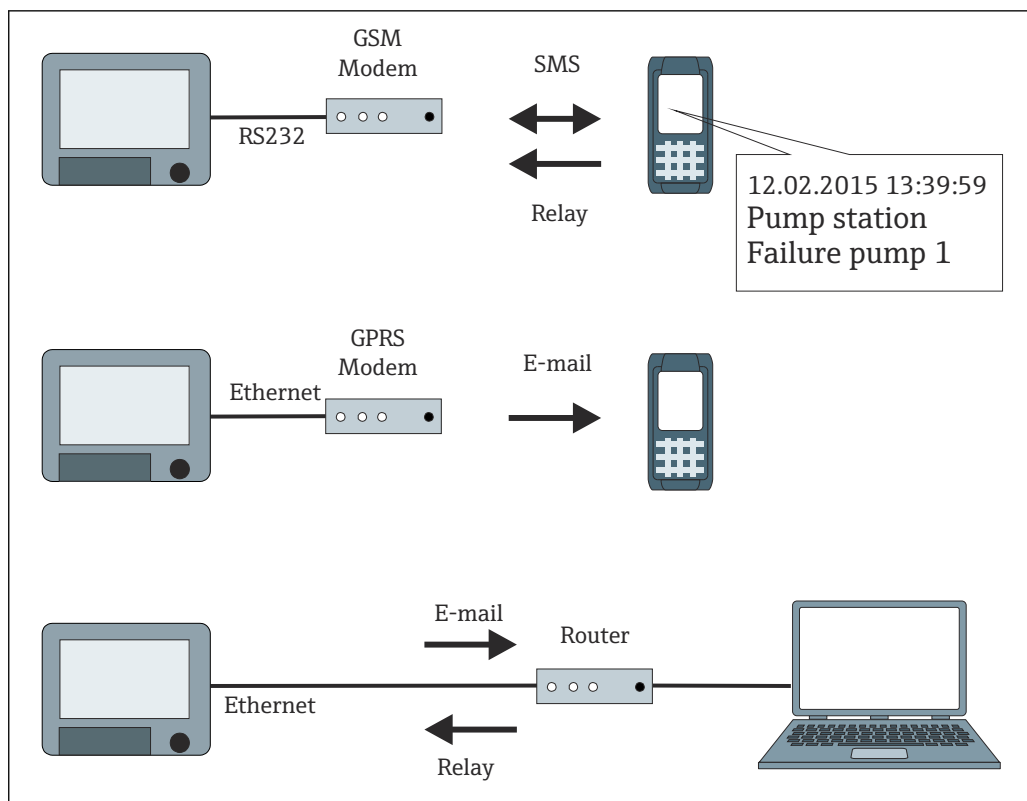 GSM
Modem
SMS
RS232
Relay
12.02.2015 13:39:59
Pump station
Failure pump 1
GPRS
Modem
E-mail
Ethernet
E-mail
Router
Ethernet
Relay